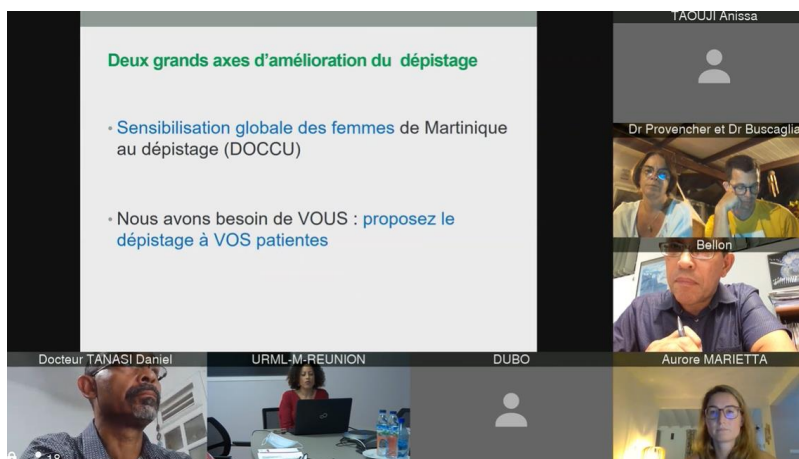 Deux grands axes d'amélioration du dépistage
• Sensibilisation globale des femmes de Martinique
au dépistage (DOCCU)
• Nous avons besoin de VOUS : proposez le
dépistage à VOS patientes
TAOUJI Anissa
Dr Provencher et Dr Buscaglia
Bellon
Docteur TANASI Daniel
URML-M-REUNION
DUBO
Aurore MARIETTA
18